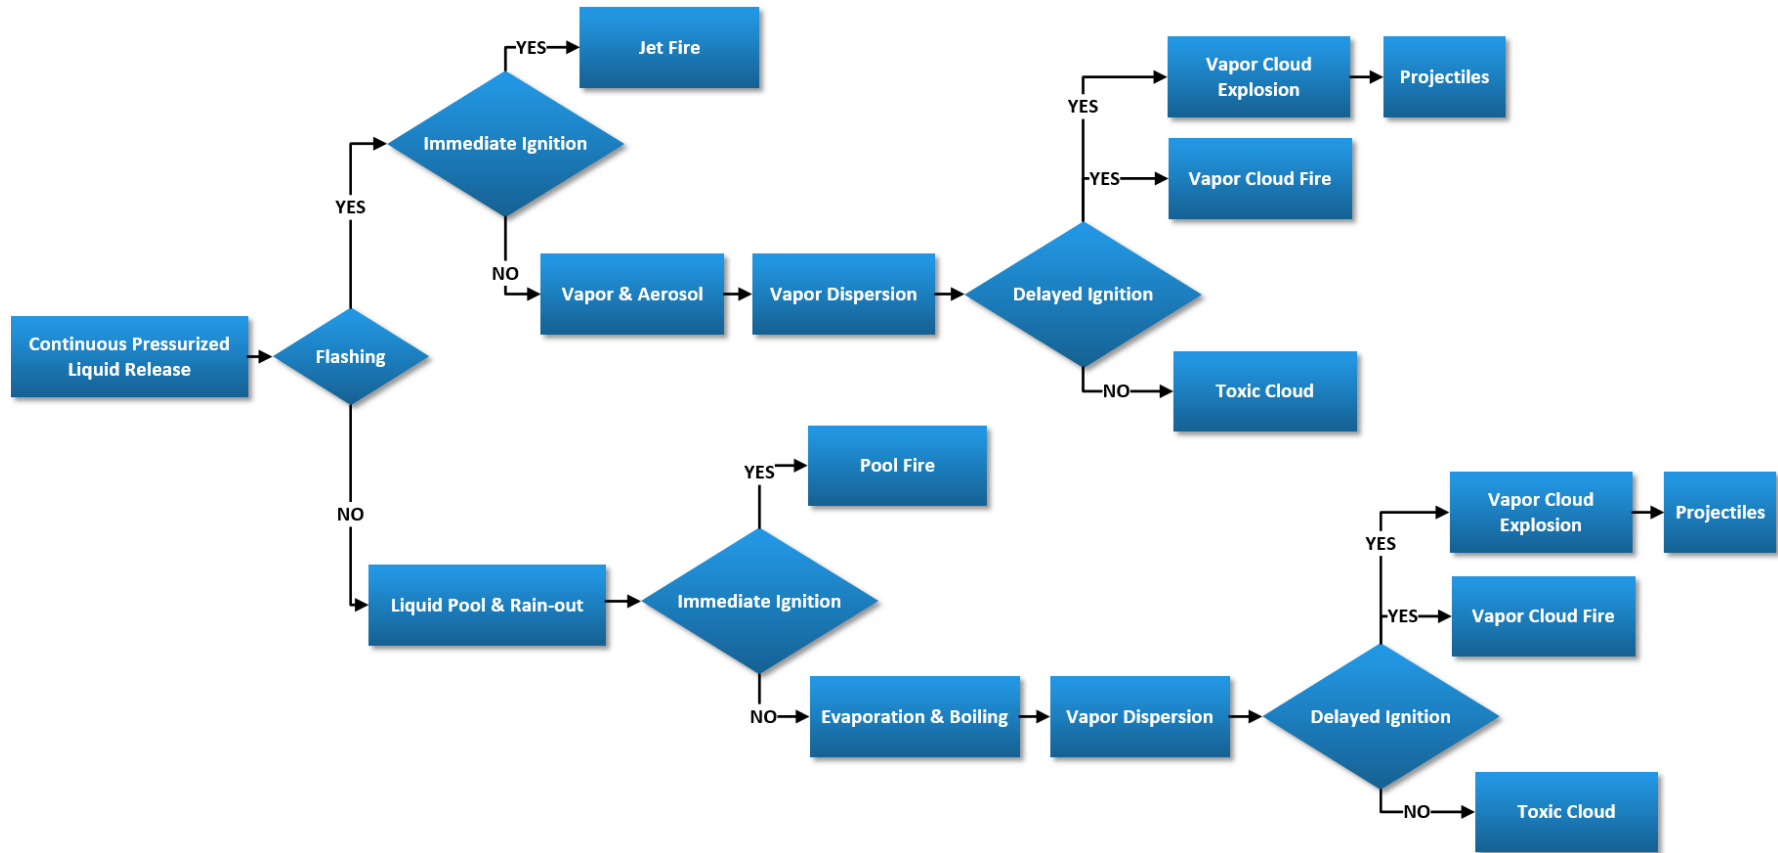 YES
Jet Fire
Immediate Ignition
YES
NO
Vapor & Aerosol
Vapor Dispersion
Delayed Ignition
YES
Vapor Cloud
Explosion
Projectiles
YES
Vapor Cloud Fire
NO
Toxic Cloud
Continuous Pressurized
Liquid Release
Flashing
NO
Liquid Pool & Rain-out
Immediate Ignition
YES
Pool Fire
NO
Evaporation & Boiling
Vapor Dispersion
Delayed Ignition
YES
Vapor Cloud
Explosion
Projectiles
YES
Vapor Cloud Fire
NO
Toxic Cloud